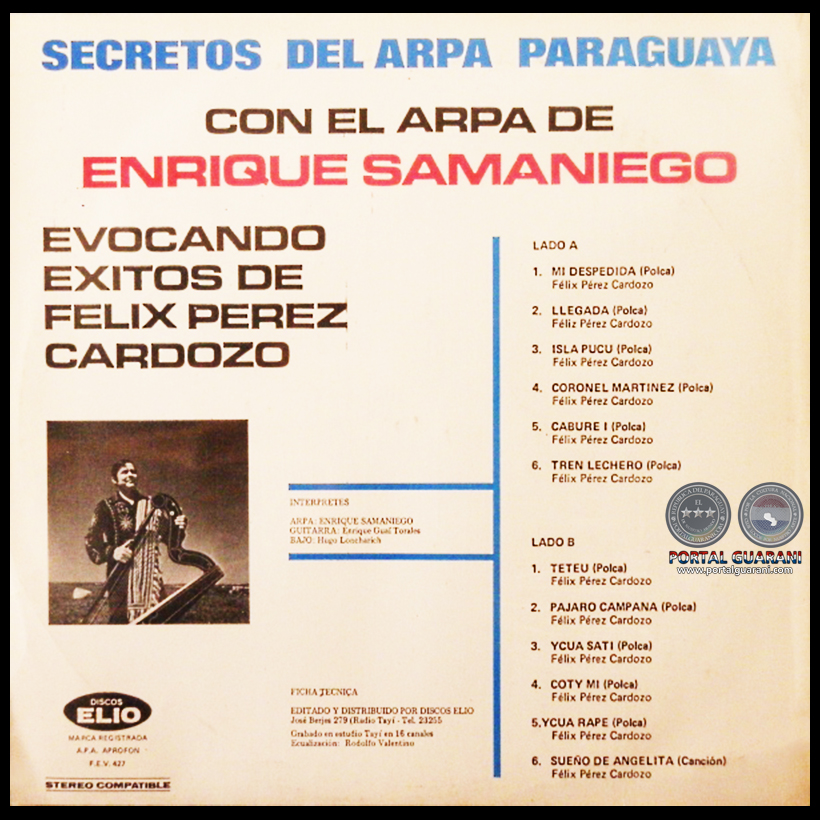 SECRETOS DEL ARPA PARAGUAYA
CON EL ARPA DE
ENRIQUE SAMANIEGO
EVOCANDO
EXITOS DE
FELIX PEREZ
CARDOZO
INTERPRETES
ARPA: ENRIQUE SAMANIEGO
GUITARRA: Enrique Guaí Torales
BAJO: Hugo Loncharich
FICHA TECNICA
EDITADO Y DISTRIBUIDO POR DISCOS ELIO
José Berjes 279 (Radio Tayí - Tel. 23255
Grabado en estudio Tayí en 16 canales
Ecualización: Rodolfo Valentino
DISCOS
ELIO
MARCA REGISTRADA
A.P.A. APROFON
F.E.V. 427
STEREO COMPATIBLE
LADO A
1. MI DESPEDIDA (Polca)
Félix Pérez Cardozo
2. LLEGADA (Polca)
Féliz Pérez Cardozo
3. ISLA PUCU (Polca)
Félix Pérez Cardozo
4. CORONEL MARTINEZ (Polca)
Félix Pérez Cardozo
5. CABURE I (Polca)
Félix Pérez Cardozo
6. TREN LECHERO (Polca)
Félix Pérez Cardozo
LADO B
1. TETEU (Polca)
Félix Pérez Cardozo
2. PAJARO CAMPANA (Polca)
Félix Pérez Cardozo
3. YCUA SATI (Polca)
Félix Pérez Cardozo
4. COTY MI (Polca)
Félix Pérez Cardozo
5,YCUA RAPE (Polca)
Félix Pérez Cardozo
6. SUEÑO DE ANGELITA (Canción)
Félix Pérez Cardozo
PORTAL GUARANI
www.portalguarani.com